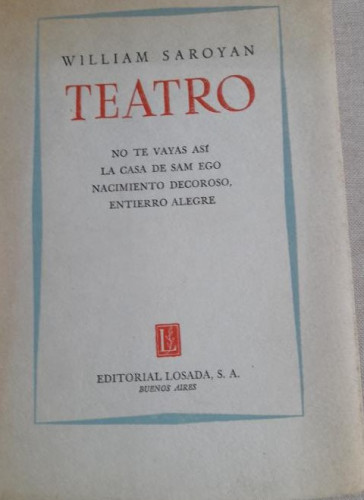 WILLIAM SAROYAN
TEATRO
NO TE VAYAS ASÍ
LA CASA DE SAM EGO
NACIMIENTO DECOROSO,
ENTIERRO ALEGRE
L
EDITORIAL LOSADA, S. A.
BUENOS AIRES